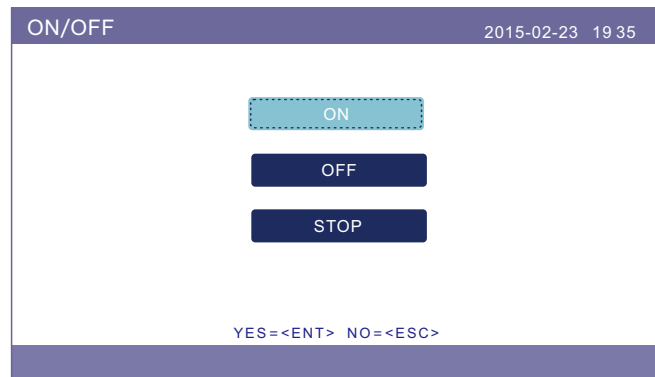 ON/OFF
2015-02-23 19 35
ON
OFF
STOP
YES=<ENT> NO=<ESC>